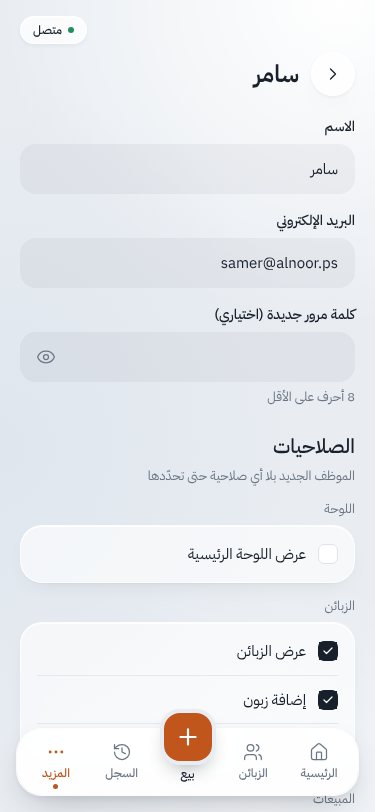 متصل
سامر
الاسم
سامر
البريد الإلكتروني
samer@alnoor.ps
كلمة مرور جديدة (اختياري)
8 أحرف على الأقل
الصلاحيات
الموظف الجديد بلا أي صلاحية حتى تحدّدها
اللوحة
عرض اللوحة الرئيسية
الزبائن
عرض الزبائن
إضافة زبون
الرئيسية
الزبائن
بيع
السجل
المزيد
المبيعات